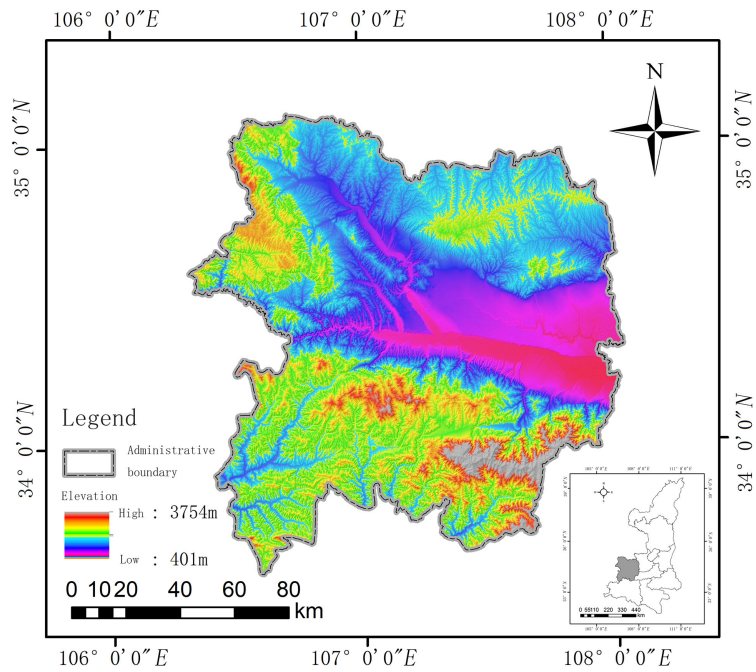 106° 0′0″E 107° 0′0″E 108° 0′0″E
N
35° 0′0″N
35° 0′0″N
34° 0′0″N
34° 0′0″N
Legend
Administrative
boundary
Elevation
High : 3754m
Low : 401m
0 10 20 40 60 80
km
106° 0′0″E 107° 0′0″E 108° 0′0″E
km